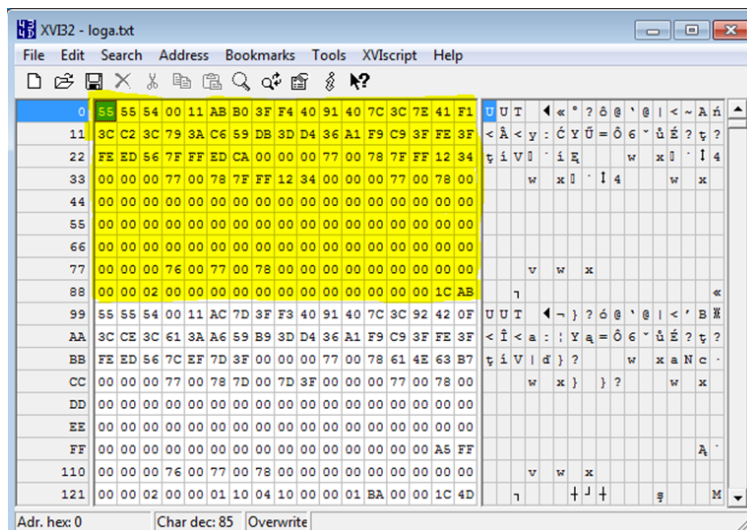 XVI32 - loga.txt
File Edit Search Address Bookmarks Tools XVIscript Help
0 55 55 54 00 11 AB B0 3F F4 40 91 40 7C 3C 7E 41 F1 U U T ◄ « ° ? ô @ ‘ @ | < ~ A ń
11 3C C2 3C 79 3A C6 59 DB 3D D4 36 A1 F9 C9 3F FE 3F < Â < y : Ć Y Ű = Ô 6 ˇ ů É ? ţ ?
22 FE ED 56 7F FF ED CA 00 00 00 77 00 78 7F FF 12 34 ţ í V ▯ ˙ í Ę w x ▯ ˙ ↕ 4
33 00 00 00 77 00 78 7F FF 12 34 00 00 00 77 00 78 00 w x ▯ ˙ ↕ 4 w x
44 00 00 00 00 00 00 00 00 00 00 00 00 00 00 00 00 00
55 00 00 00 00 00 00 00 00 00 00 00 00 00 00 00 00 00
66 00 00 00 00 00 00 00 00 00 00 00 00 00 00 00 00 00
77 00 00 00 76 00 77 00 78 00 00 00 00 00 00 00 00 00 v w x
88 00 00 02 00 00 00 00 00 00 00 00 00 00 00 00 1C AB ┐ «
99 55 55 54 00 11 AC 7D 3F F3 40 91 40 7C 3C 92 42 0F U U T ◄ ¬ } ? ó @ ‘ @ | < ’ B ¤
AA 3C CE 3C 61 3A A6 59 B9 3D D4 36 A1 F9 C9 3F FE 3F < Î < a : ¦ Y ą = Ô 6 ˇ ů É ? ţ ?
BB FE ED 56 7C EF 7D 3F 00 00 00 77 00 78 61 4E 63 B7 ţ í V | ď } ? w x a N c ·
CC 00 00 00 77 00 78 7D 00 7D 3F 00 00 00 77 00 78 00 w x } } ? w x
DD 00 00 00 00 00 00 00 00 00 00 00 00 00 00 00 00 00
EE 00 00 00 00 00 00 00 00 00 00 00 00 00 00 00 00 00
FF 00 00 00 00 00 00 00 00 00 00 00 00 00 00 00 A5 FF Ą ˙
110 00 00 00 76 00 77 00 78 00 00 00 00 00 00 00 00 00 v w x
121 00 00 02 00 00 01 10 04 10 00 00 01 BA 00 00 1C 4D ┐ ┼ ┘ ┼ ş M
Adr. hex: 0 Char dec: 85 Overwrite